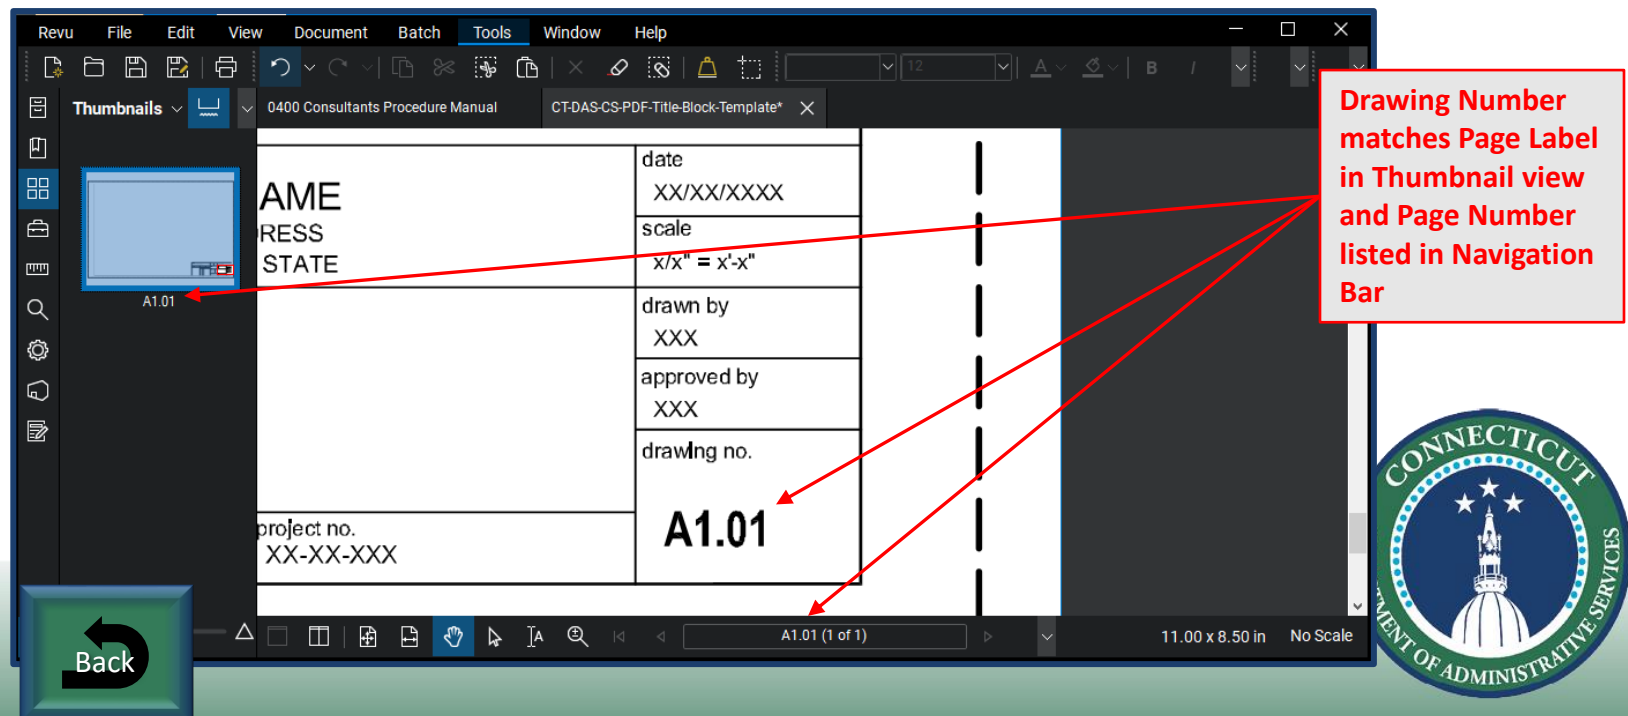 Revu File Edit View Document Batch Tools Window Help
12 A B I
Thumbnails 0400 Consultants Procedure Manual CT-DAS-CS-PDF-Title-Block-Template*
A1.01
AME
RESS
STATE
project no.
XX-XX-XXX
date
XX/XX/XXXX
scale
x/x" = x'-x"
drawn by
XXX
approved by
XXX
drawing no.
A1.01
A1.01 (1 of 1) 11.00 x 8.50 in No Scale
Drawing Number
matches Page Label
in Thumbnail view
and Page Number
listed in Navigation
Bar
Back
CONNECTICUT
OF ADMINISTRATIVE SERVICES